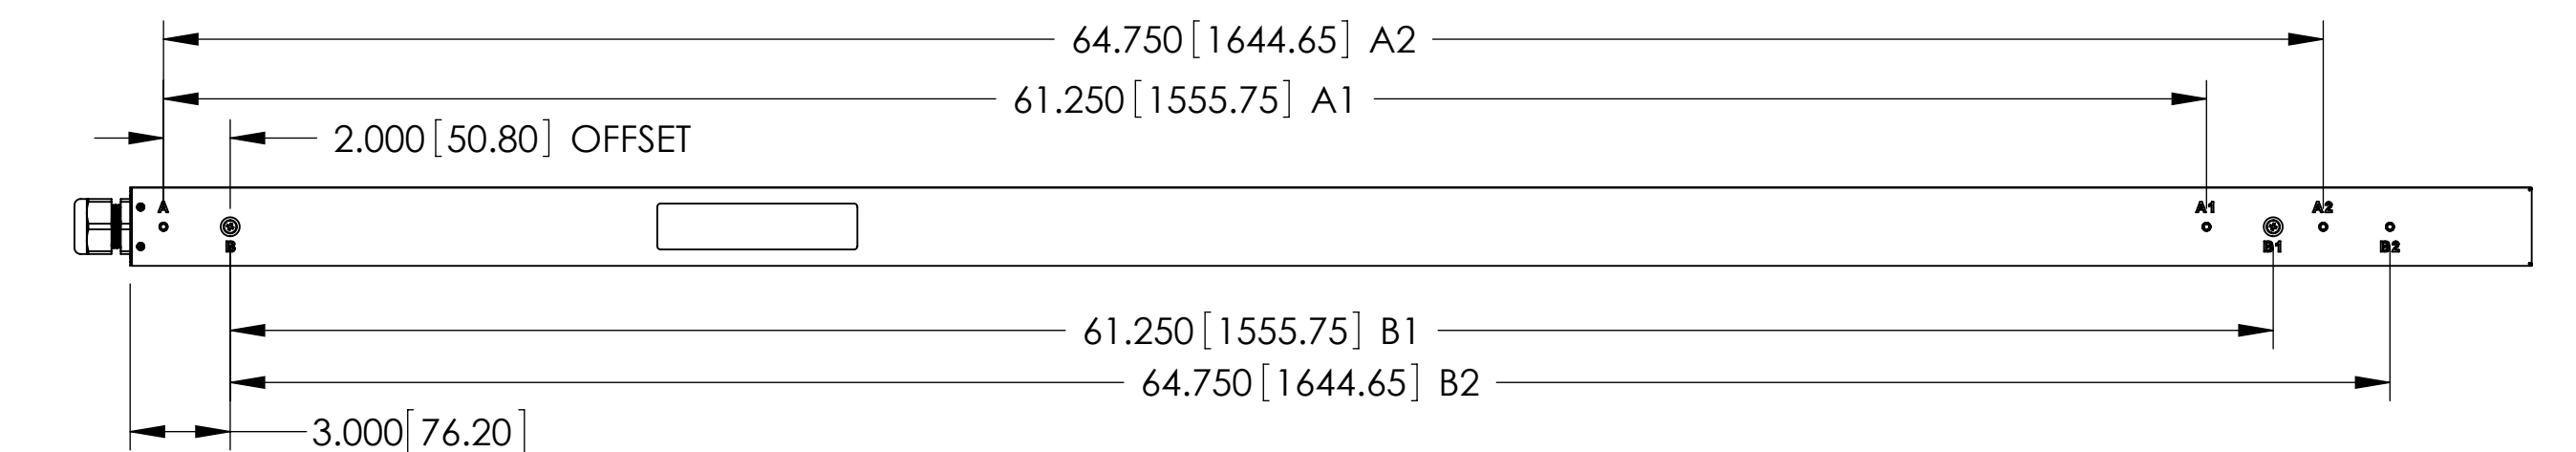 64.750[1644.65] A2
61.250[1555.75] A1
2.000[50.80] OFFSET
A
A1
A2
B
B1
B2
61.250[1555.75] B1
64.750[1644.65] B2
3.000[76.20]